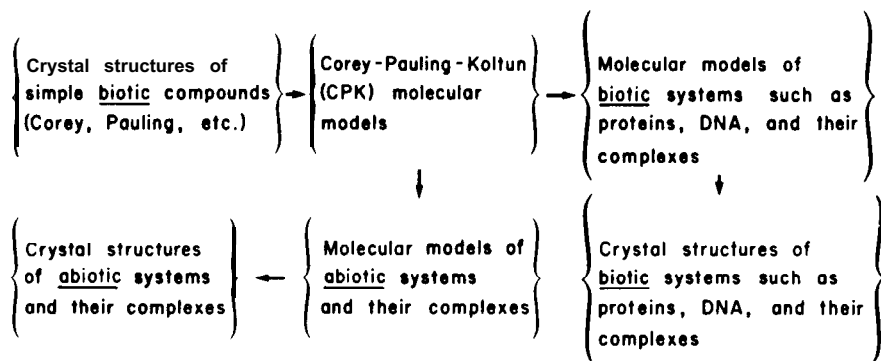 Crystal structures of
simple biotic compounds
(Corey, Pauling, etc.)
Corey-Pauling-Koltun
(CPK) molecular
models
Molecular models of
biotic systems such as
proteins, DNA, and their
complexes
Crystal structures
of abiotic systems
and their complexes
Molecular models of
abiotic systems
and their complexes
Crystal structures of
biotic systems such as
proteins, DNA, and their
complexes